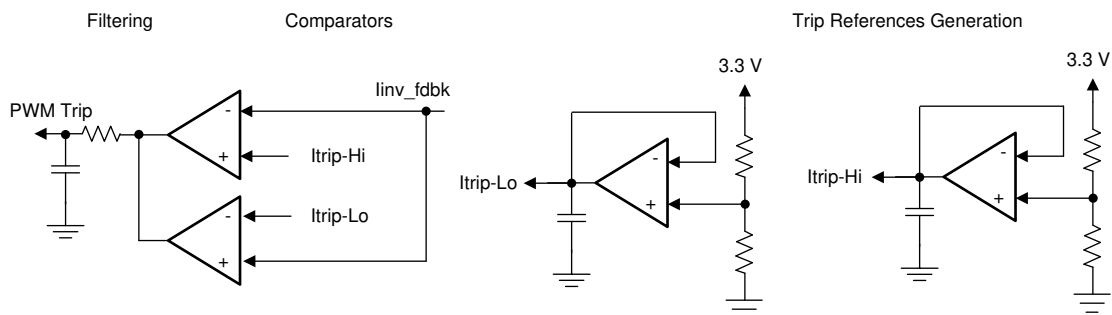 Filtering
Comparators
Trip References Generation
PWM Trip
Iinv_fdbk
-
+
Itrip-Hi
Itrip-Lo
-
+
3.3 V
-
+
Itrip-Lo
3.3 V
-
+
Itrip-Hi